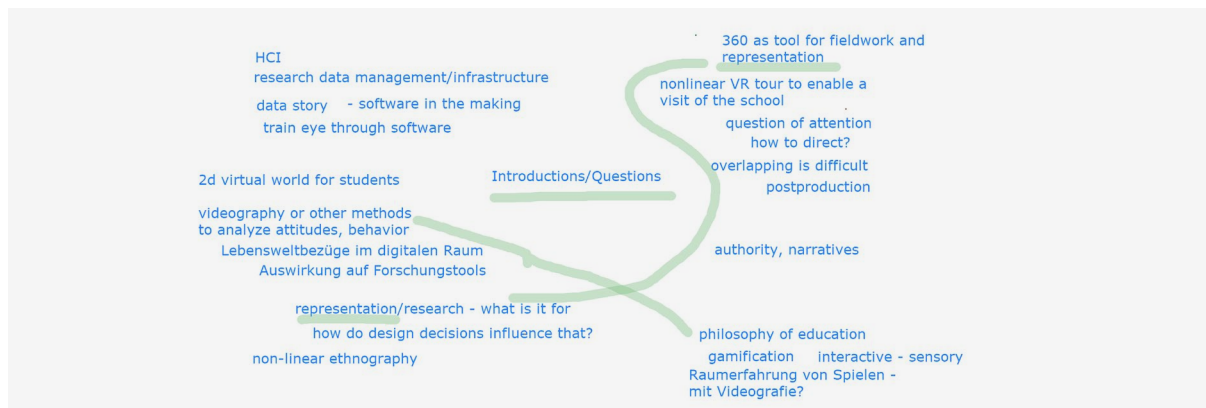 HCI
research data management/infrastructure
data story - software in the making
train eye through software
2d virtual world for students
videography or other methods
to analyze attitudes, behavior
Lebensweltbezüge im digitalen Raum
Auswirkung auf Forschungstools
representation/research - what is it for
how do design decisions influence that?
non-linear ethnography
Introductions/Questions
360 as tool for fieldwork and
representation
nonlinear VR tour to enable a
visit of the school
question of attention
how to direct?
overlapping is difficult
postproduction
authority, narratives
philosophy of education
gamification interactive - sensory
Raumerfahrung von Spielen -
mit Videografie?